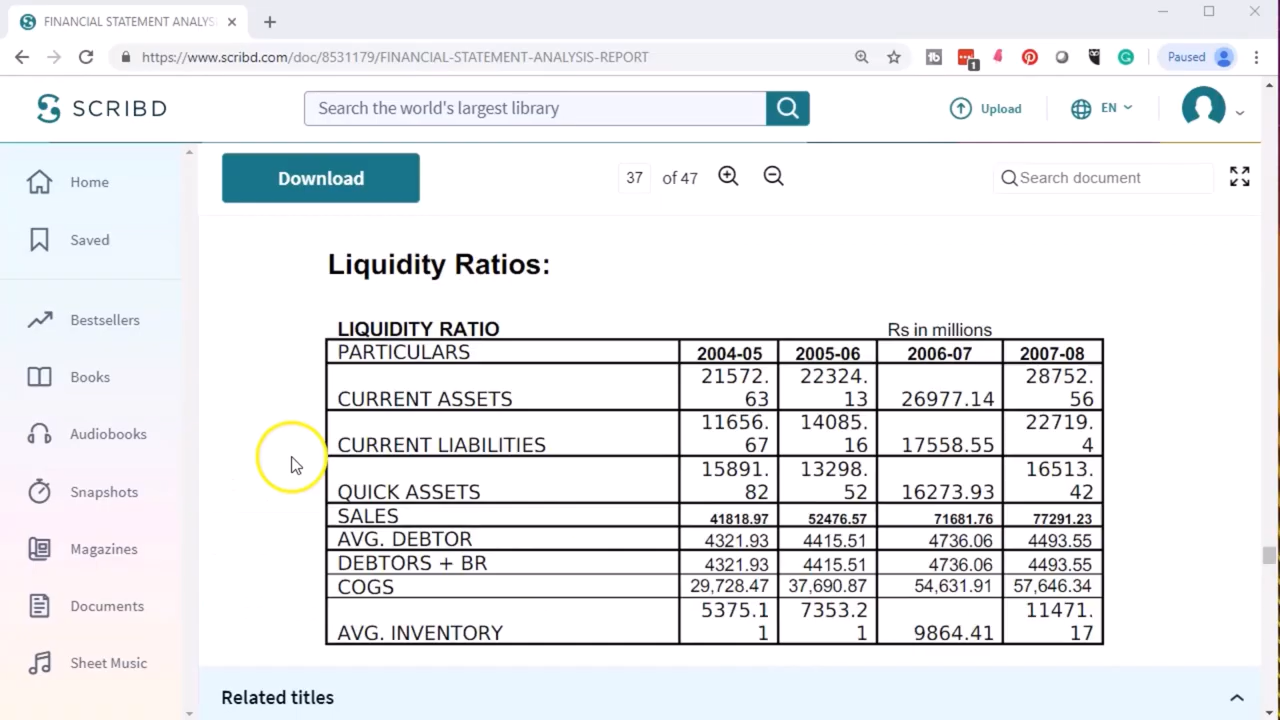 FINANCIAL STATEMENT ANALYS
https://www.scribd.com/doc/8531179/FINANCIAL-STATEMENT-ANALYSIS-REPORT
tb
1
Paused
SCRIBD
Search the world's largest library
Upload
EN
Home
Saved
Bestsellers
Books
Audiobooks
Snapshots
Magazines
Documents
Sheet Music
Download
37 of 47
Search document
Liquidity Ratios:
LIQUIDITY RATIO Rs in millions
PARTICULARS 2004-05 2005-06 2006-07 2007-08
21572. 22324. 28752.
CURRENT ASSETS 63 13 26977.14 56
11656. 14085. 22719.
CURRENT LIABILITIES 67 16 17558.55 4
15891. 13298. 16513.
QUICK ASSETS 82 52 16273.93 42
SALES 41818.97 52476.57 71681.76 77291.23
AVG. DEBTOR 4321.93 4415.51 4736.06 4493.55
DEBTORS + BR 4321.93 4415.51 4736.06 4493.55
COGS 29,728.47 37,690.87 54,631.91 57,646.34
5375.1 7353.2 11471.
AVG. INVENTORY 1 1 9864.41 17
Related titles